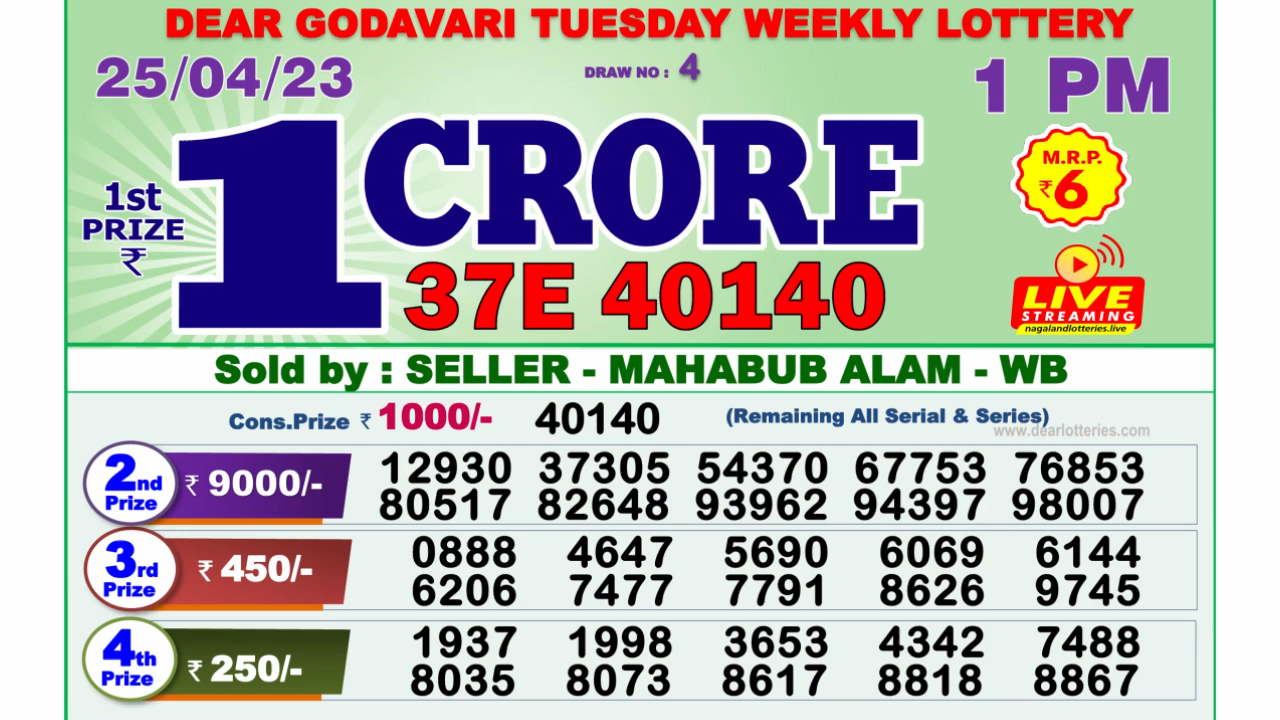 DEAR GODAVARI TUESDAY WEEKLY LOTTERY
25/04/23
DRAW NO : 4
1 PM
1st PRIZE ₹
1 CRORE
37E 40140
M.R.P.
₹6
LIVE
STREAMING
nagalandlotteries.live
Sold by : SELLER - MAHABUB ALAM - WB
Cons.Prize ₹ 1000/- 40140 (Remaining All Serial & Series)
www.dearlotteries.com
2nd Prize ₹ 9000/-
12930 37305 54370 67753 76853
80517 82648 93962 94397 98007
3rd Prize ₹ 450/-
0888 4647 5690 6069 6144
6206 7477 7791 8626 9745
4th Prize ₹ 250/-
1937 1998 3653 4342 7488
8035 8073 8617 8818 8867